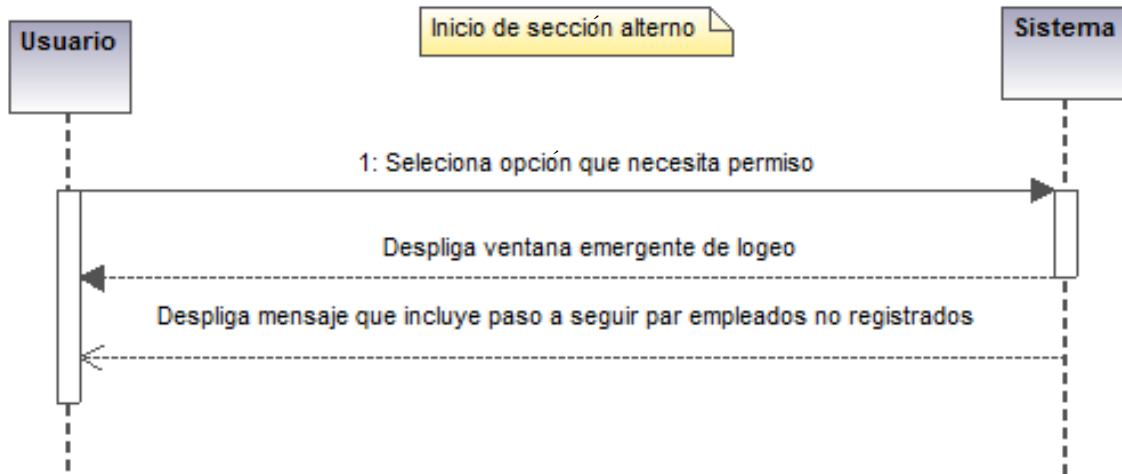 Usuario
Inicio de sección alterno
Sistema
1: Selecciona opción que necesita permiso
Despliga ventana emergente de logeo
Despliga mensaje que incluye paso a seguir par empleados no registrados